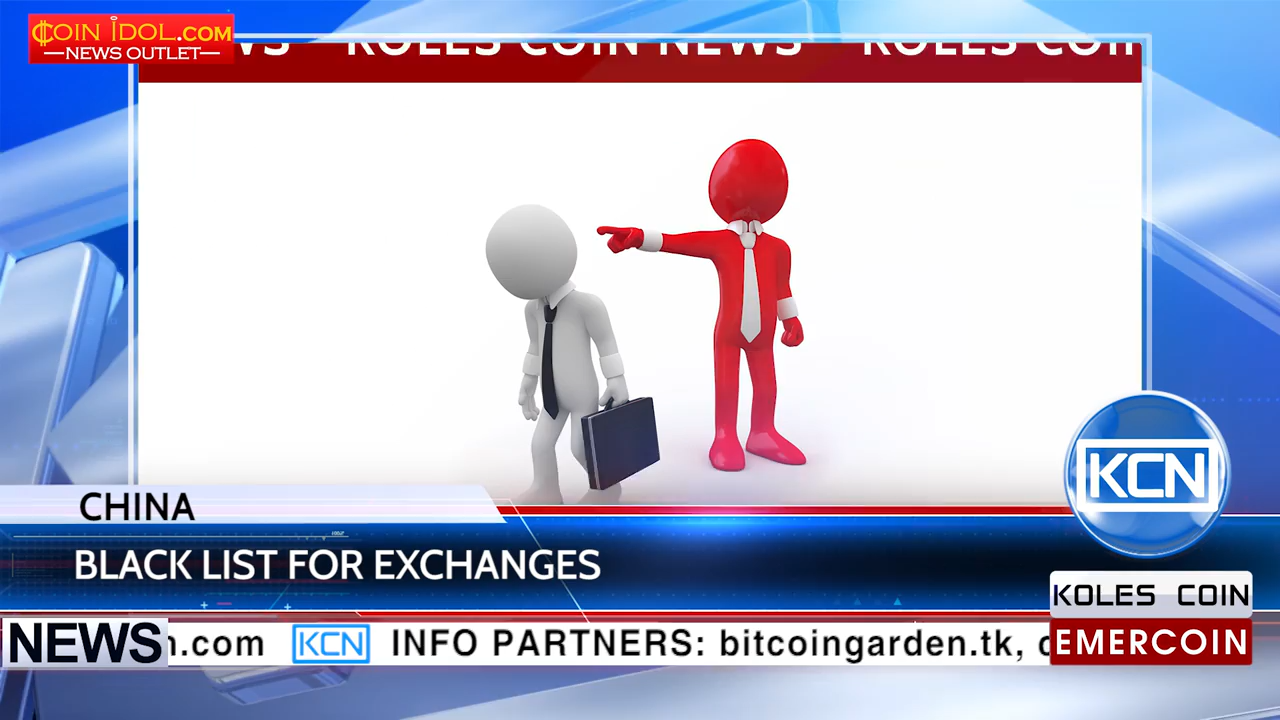 COIN IDOL.COM
NEWS OUTLET
KOLES COIN NEWS
KCN
CHINA
BLACK LIST FOR EXCHANGES
KOLES COIN
NEWS
.com KCN INFO PARTNERS: bitcoingarden.tk,
EMERCOIN